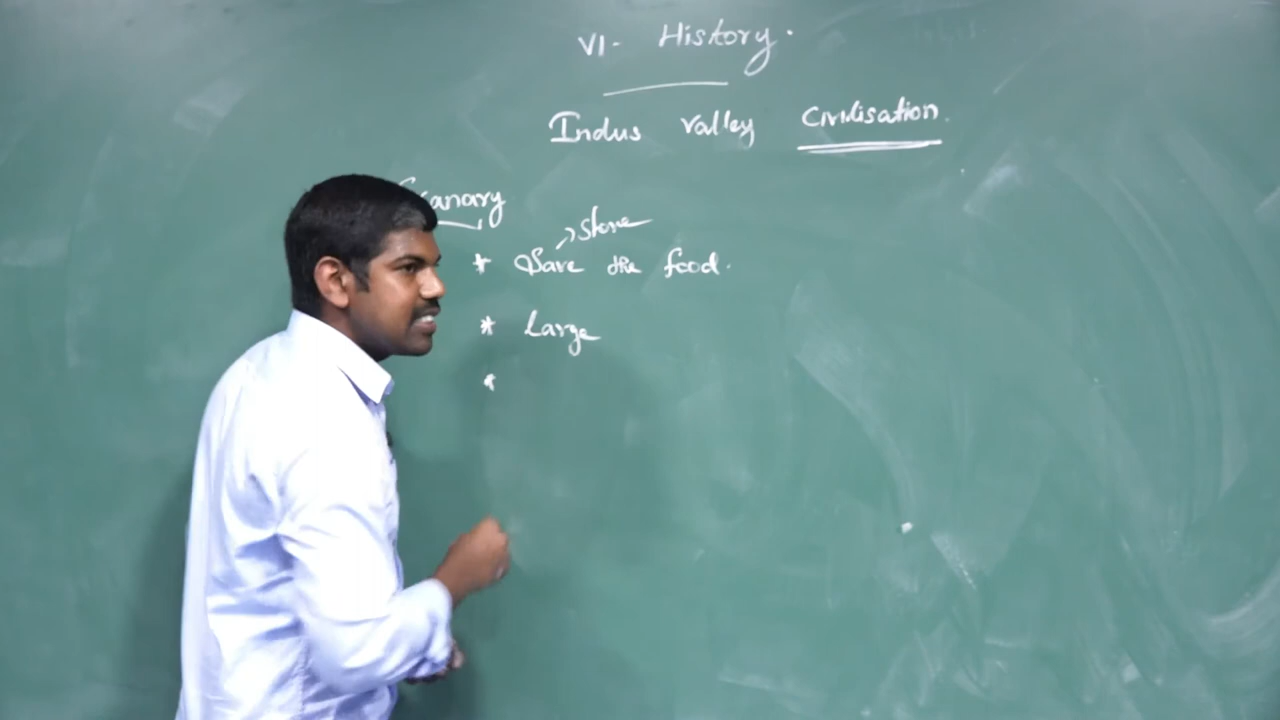 VI- History.
Indus Valley Civilisation.
Granary
→ Store
* Save the food.
* Large
*